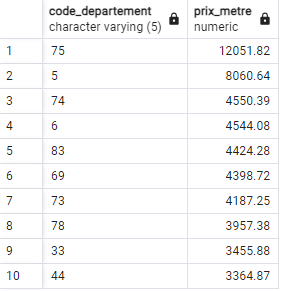 code_departement prix_metre
character varying (5) numeric
1 75 12051.82
2 5 8060.64
3 74 4550.39
4 6 4544.08
5 83 4424.28
6 69 4398.72
7 73 4187.25
8 78 3957.38
9 33 3455.88
10 44 3364.87